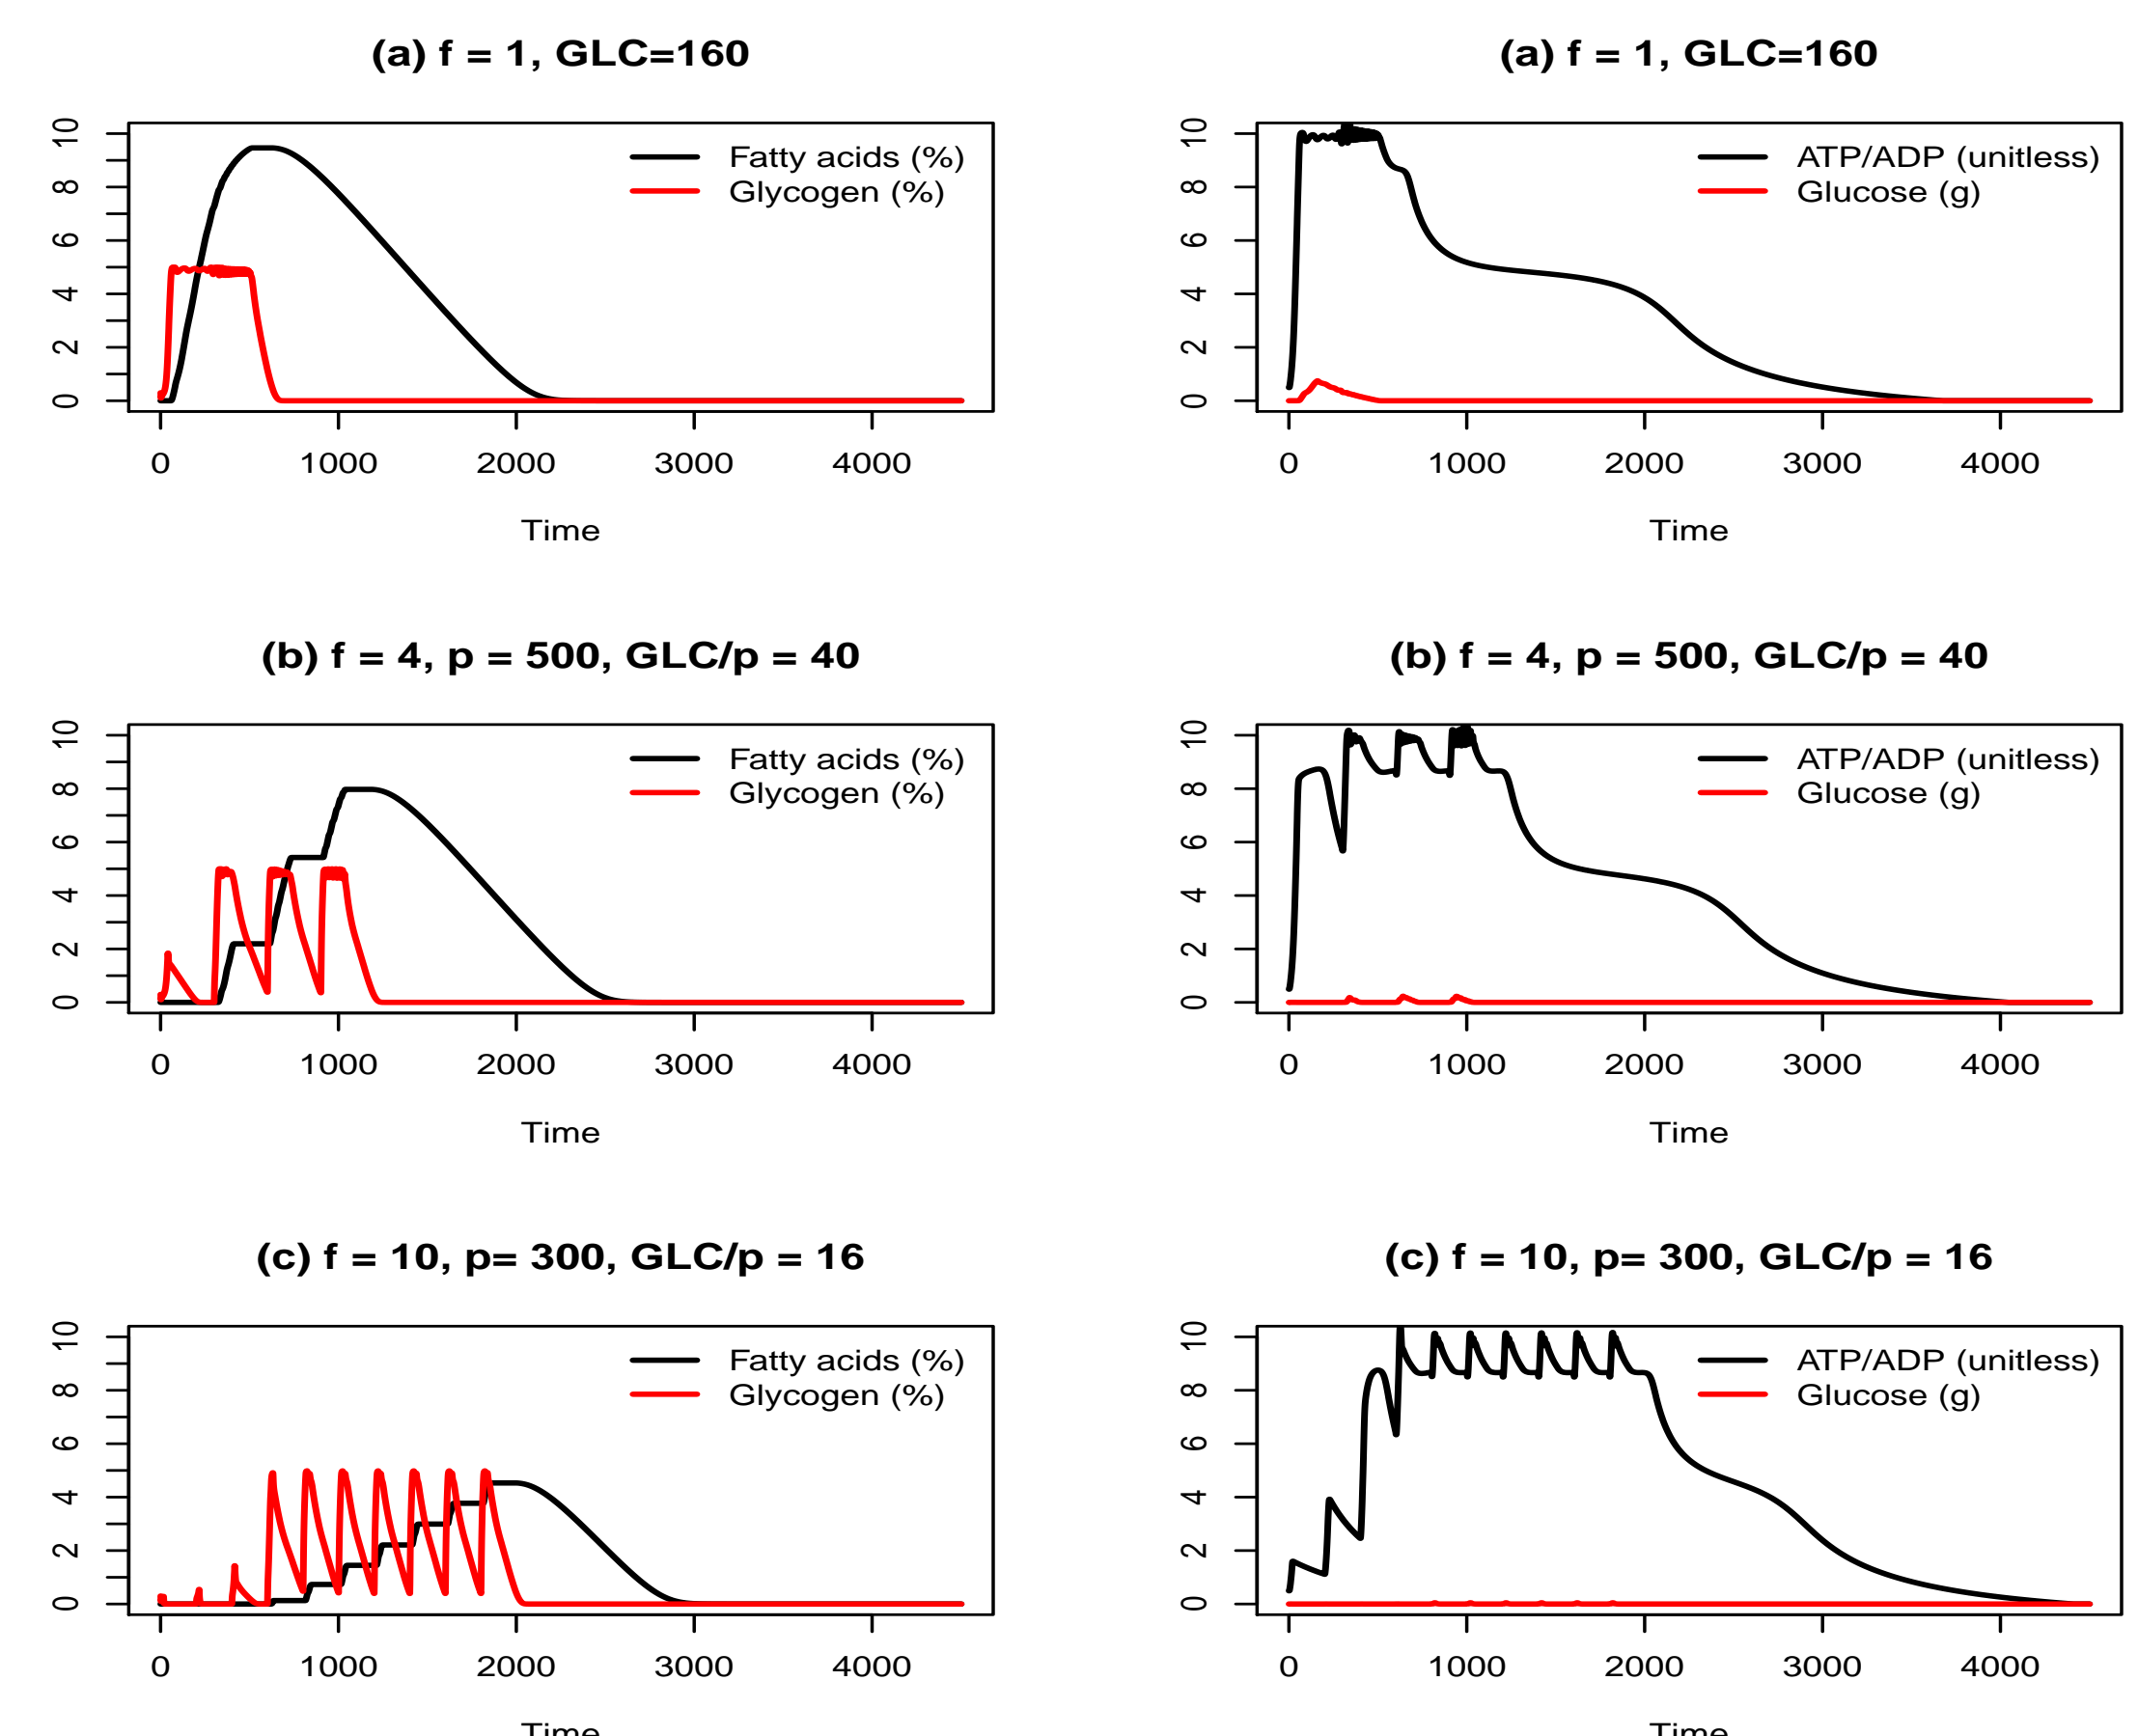 (a) f = 1, GLC=160
Fatty acids (%)
Glycogen (%)
0 2 4 6 8 10
0 1000 2000 3000 4000
Time
(a) f = 1, GLC=160
ATP/ADP (unitless)
Glucose (g)
0 2 4 6 8 10
0 1000 2000 3000 4000
Time
(b) f = 4, p = 500, GLC/p = 40
Fatty acids (%)
Glycogen (%)
0 2 4 6 8 10
0 1000 2000 3000 4000
Time
(b) f = 4, p = 500, GLC/p = 40
ATP/ADP (unitless)
Glucose (g)
0 2 4 6 8 10
0 1000 2000 3000 4000
Time
(c) f = 10, p= 300, GLC/p = 16
Fatty acids (%)
Glycogen (%)
0 2 4 6 8 10
0 1000 2000 3000 4000
Time
(c) f = 10, p= 300, GLC/p = 16
ATP/ADP (unitless)
Glucose (g)
0 2 4 6 8 10
0 1000 2000 3000 4000
Time